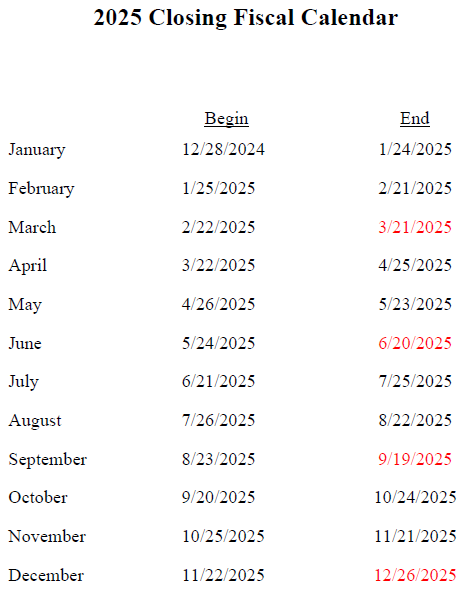 2025 Closing Fiscal Calendar
Begin End
January 12/28/2024 1/24/2025
February 1/25/2025 2/21/2025
March 2/22/2025 3/21/2025
April 3/22/2025 4/25/2025
May 4/26/2025 5/23/2025
June 5/24/2025 6/20/2025
July 6/21/2025 7/25/2025
August 7/26/2025 8/22/2025
September 8/23/2025 9/19/2025
October 9/20/2025 10/24/2025
November 10/25/2025 11/21/2025
December 11/22/2025 12/26/2025